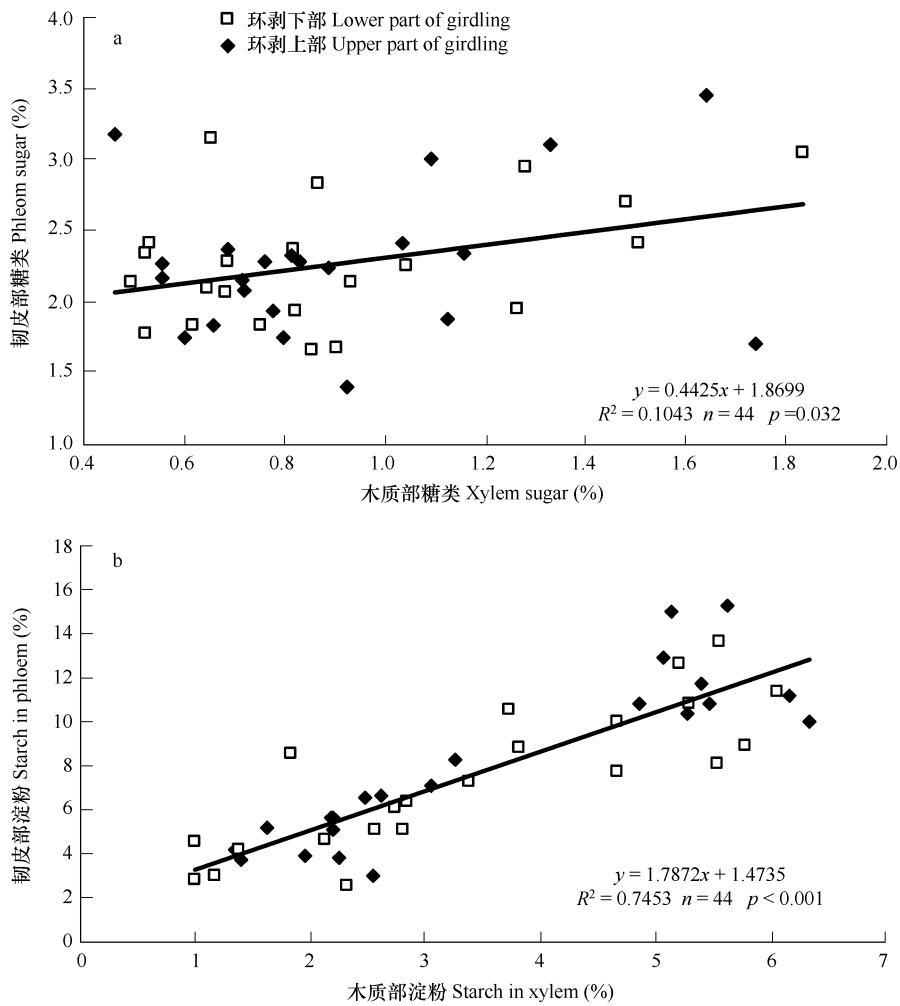 a
环剥下部 Lower part of girdling
环剥上部 Upper part of girdling
4.0
3.5
3.0
2.5
2.0
1.5
1.0
韧皮部糖类 Phleom sugar (%)
y = 0.4425x + 1.8699
R² = 0.1043 n = 44 p =0.032
0.4 0.6 0.8 1.0 1.2 1.4 1.6 1.8 2.0
木质部糖类 Xylem sugar (%)
b
18
16
14
12
10
8
6
4
2
0
韧皮部淀粉 Starch in phloem (%)
y = 1.7872x + 1.4735
R² = 0.7453 n = 44 p < 0.001
0 1 2 3 4 5 6 7
木质部淀粉 Starch in xylem (%)